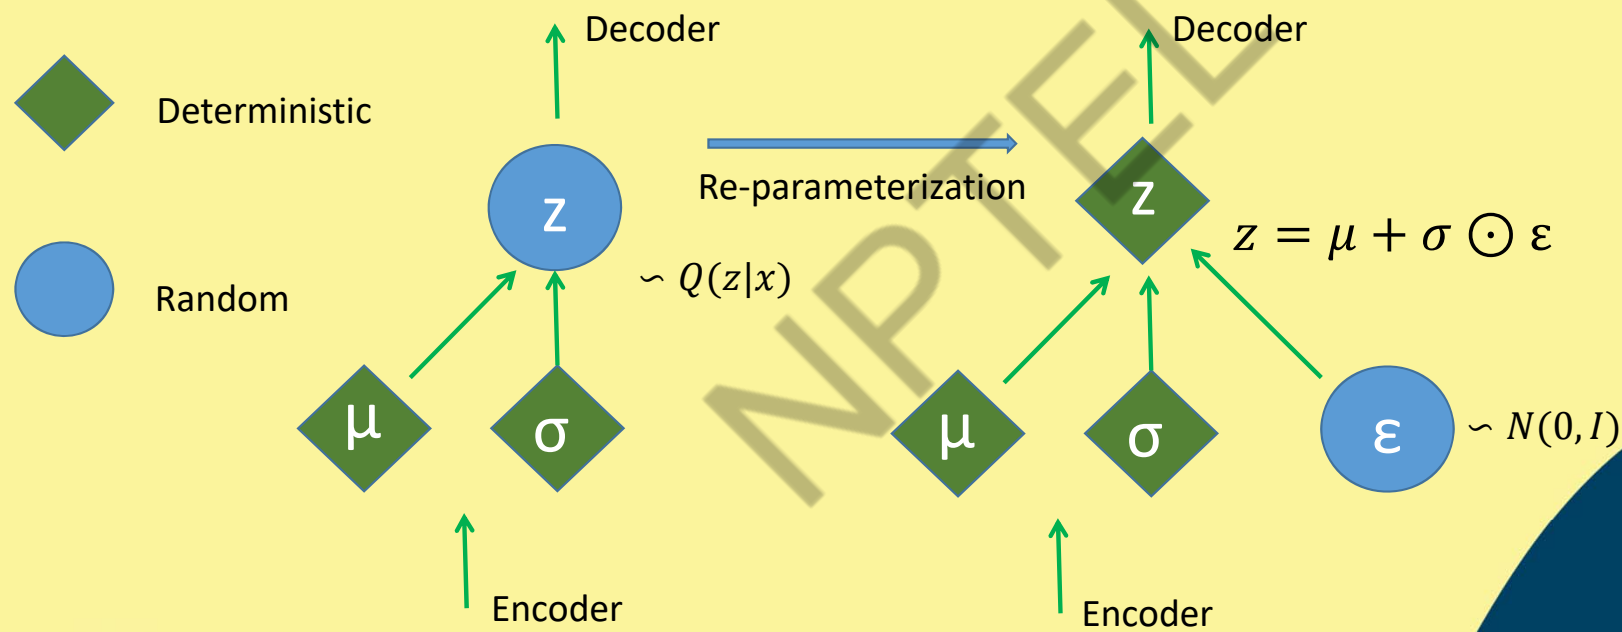 Decoder
Decoder
Deterministic
Re-parameterization
z
z
z = μ + σ ⊙ ε
∽ Q(z|x)
Random
μ
σ
μ
σ
ε
∽ N(0, I)
Encoder
Encoder
NPTEL